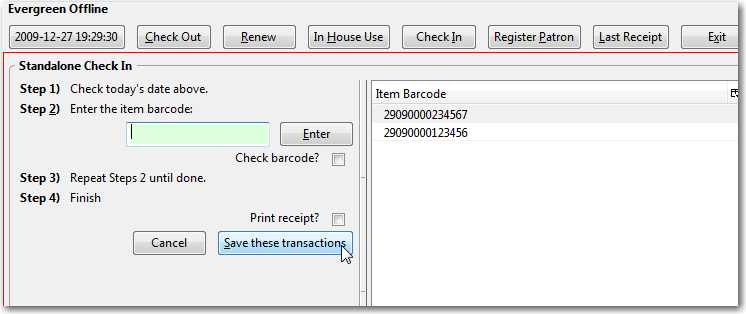 Evergreen Offline
2009-12-27 19:29:30 Check Out Renew In House Use Check In Register Patron Last Receipt Exit
Standalone Check In
Step 1) Check today's date above.
Step 2) Enter the item barcode:
Enter
Check barcode?
Step 3) Repeat Steps 2 until done.
Step 4) Finish
Print receipt?
Cancel Save these transactions
Item Barcode
29090000234567
29090000123456